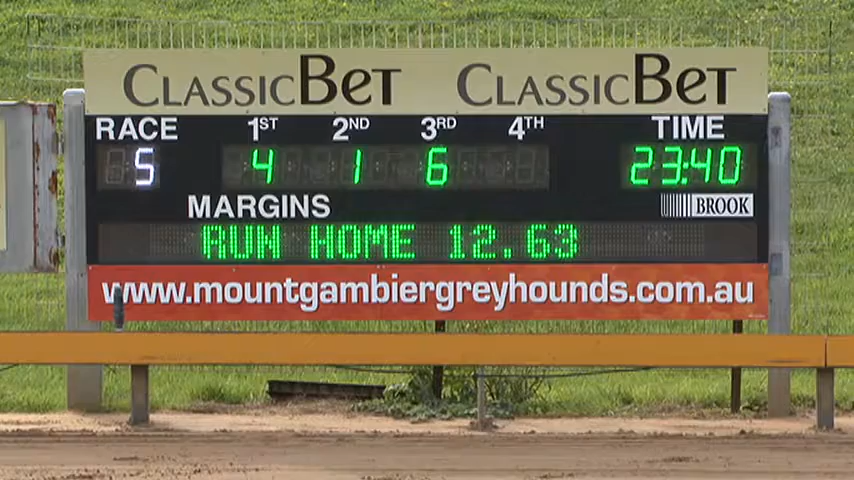 CLASSICBET CLASSICBET
RACE 1ST 2ND 3RD 4TH TIME
5 4 1 6 23:40
MARGINS BROOK
RUN HOME 12.63
www.mountgambiergreyhounds.com.au